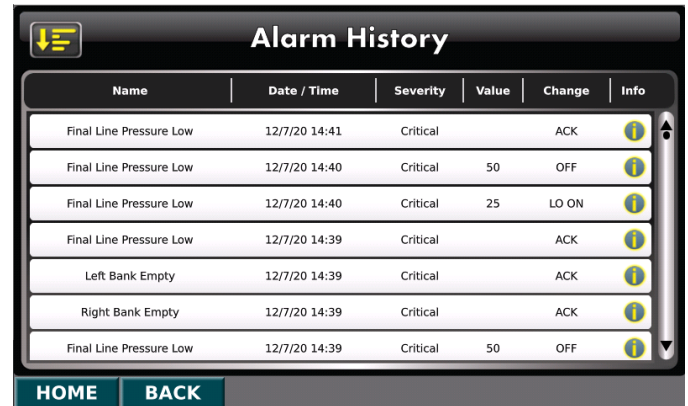 Alarm History
Name Date / Time Severity Value Change Info
Final Line Pressure Low 12/7/20 14:41 Critical ACK i
Final Line Pressure Low 12/7/20 14:40 Critical 50 OFF i
Final Line Pressure Low 12/7/20 14:40 Critical 25 LO ON i
Final Line Pressure Low 12/7/20 14:39 Critical ACK i
Left Bank Empty 12/7/20 14:39 Critical ACK i
Right Bank Empty 12/7/20 14:39 Critical ACK i
Final Line Pressure Low 12/7/20 14:39 Critical 50 OFF i
HOME BACK